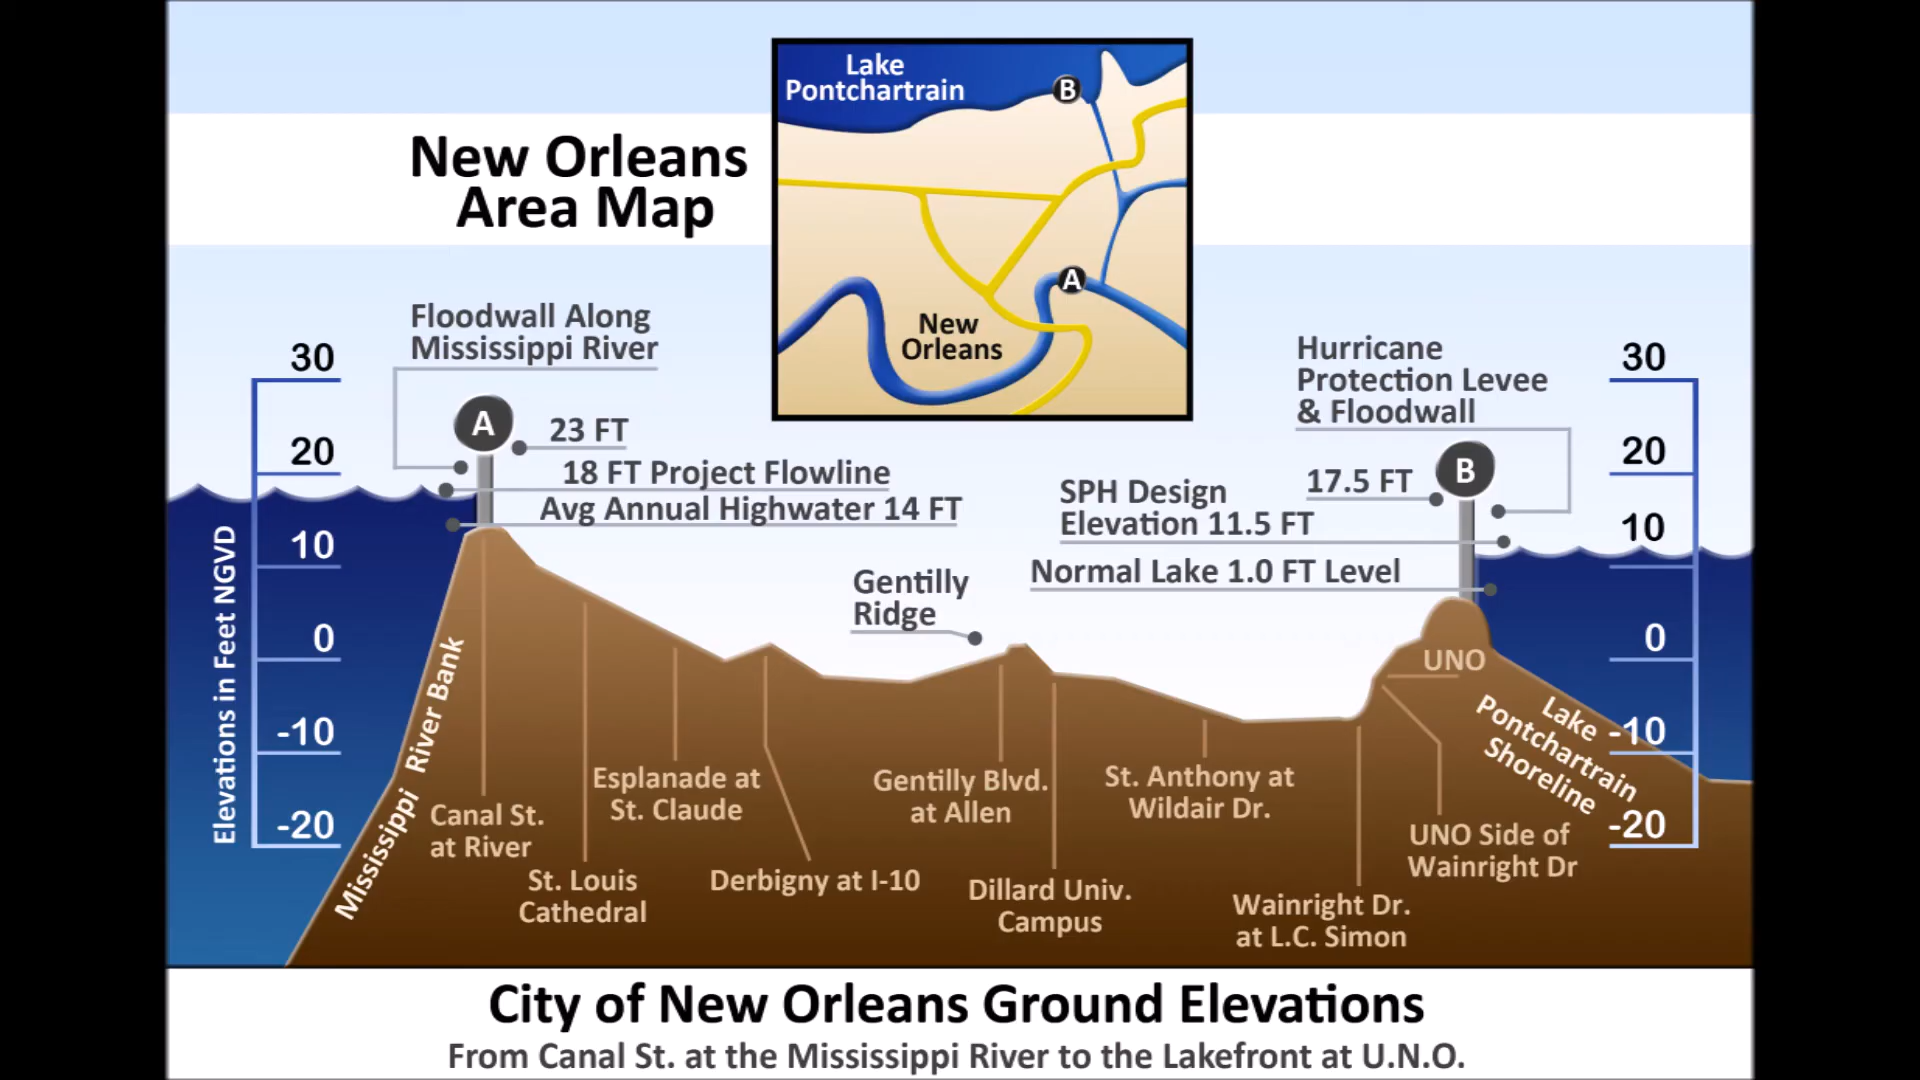 Lake
Pontchartrain
B
A
New
Orleans
New Orleans
Area Map
Floodwall Along
Mississippi River
A
23 FT
18 FT Project Flowline
Avg Annual Highwater 14 FT
Hurricane
Protection Levee
& Floodwall
B
17.5 FT
SPH Design
Elevation 11.5 FT
Normal Lake 1.0 FT Level
Gentilly
Ridge
Elevations in Feet NGVD
30
20
10
0
-10
-20
30
20
10
0
-10
-20
Mississippi River Bank
Canal St.
at River
St. Louis
Cathedral
Esplanade at
St. Claude
Derbigny at I-10
Gentilly Blvd.
at Allen
Dillard Univ.
Campus
St. Anthony at
Wildair Dr.
Wainright Dr.
at L.C. Simon
UNO
UNO Side of
Wainright Dr
Lake
Pontchartrain
Shoreline
City of New Orleans Ground Elevations
From Canal St. at the Mississippi River to the Lakefront at U.N.O.